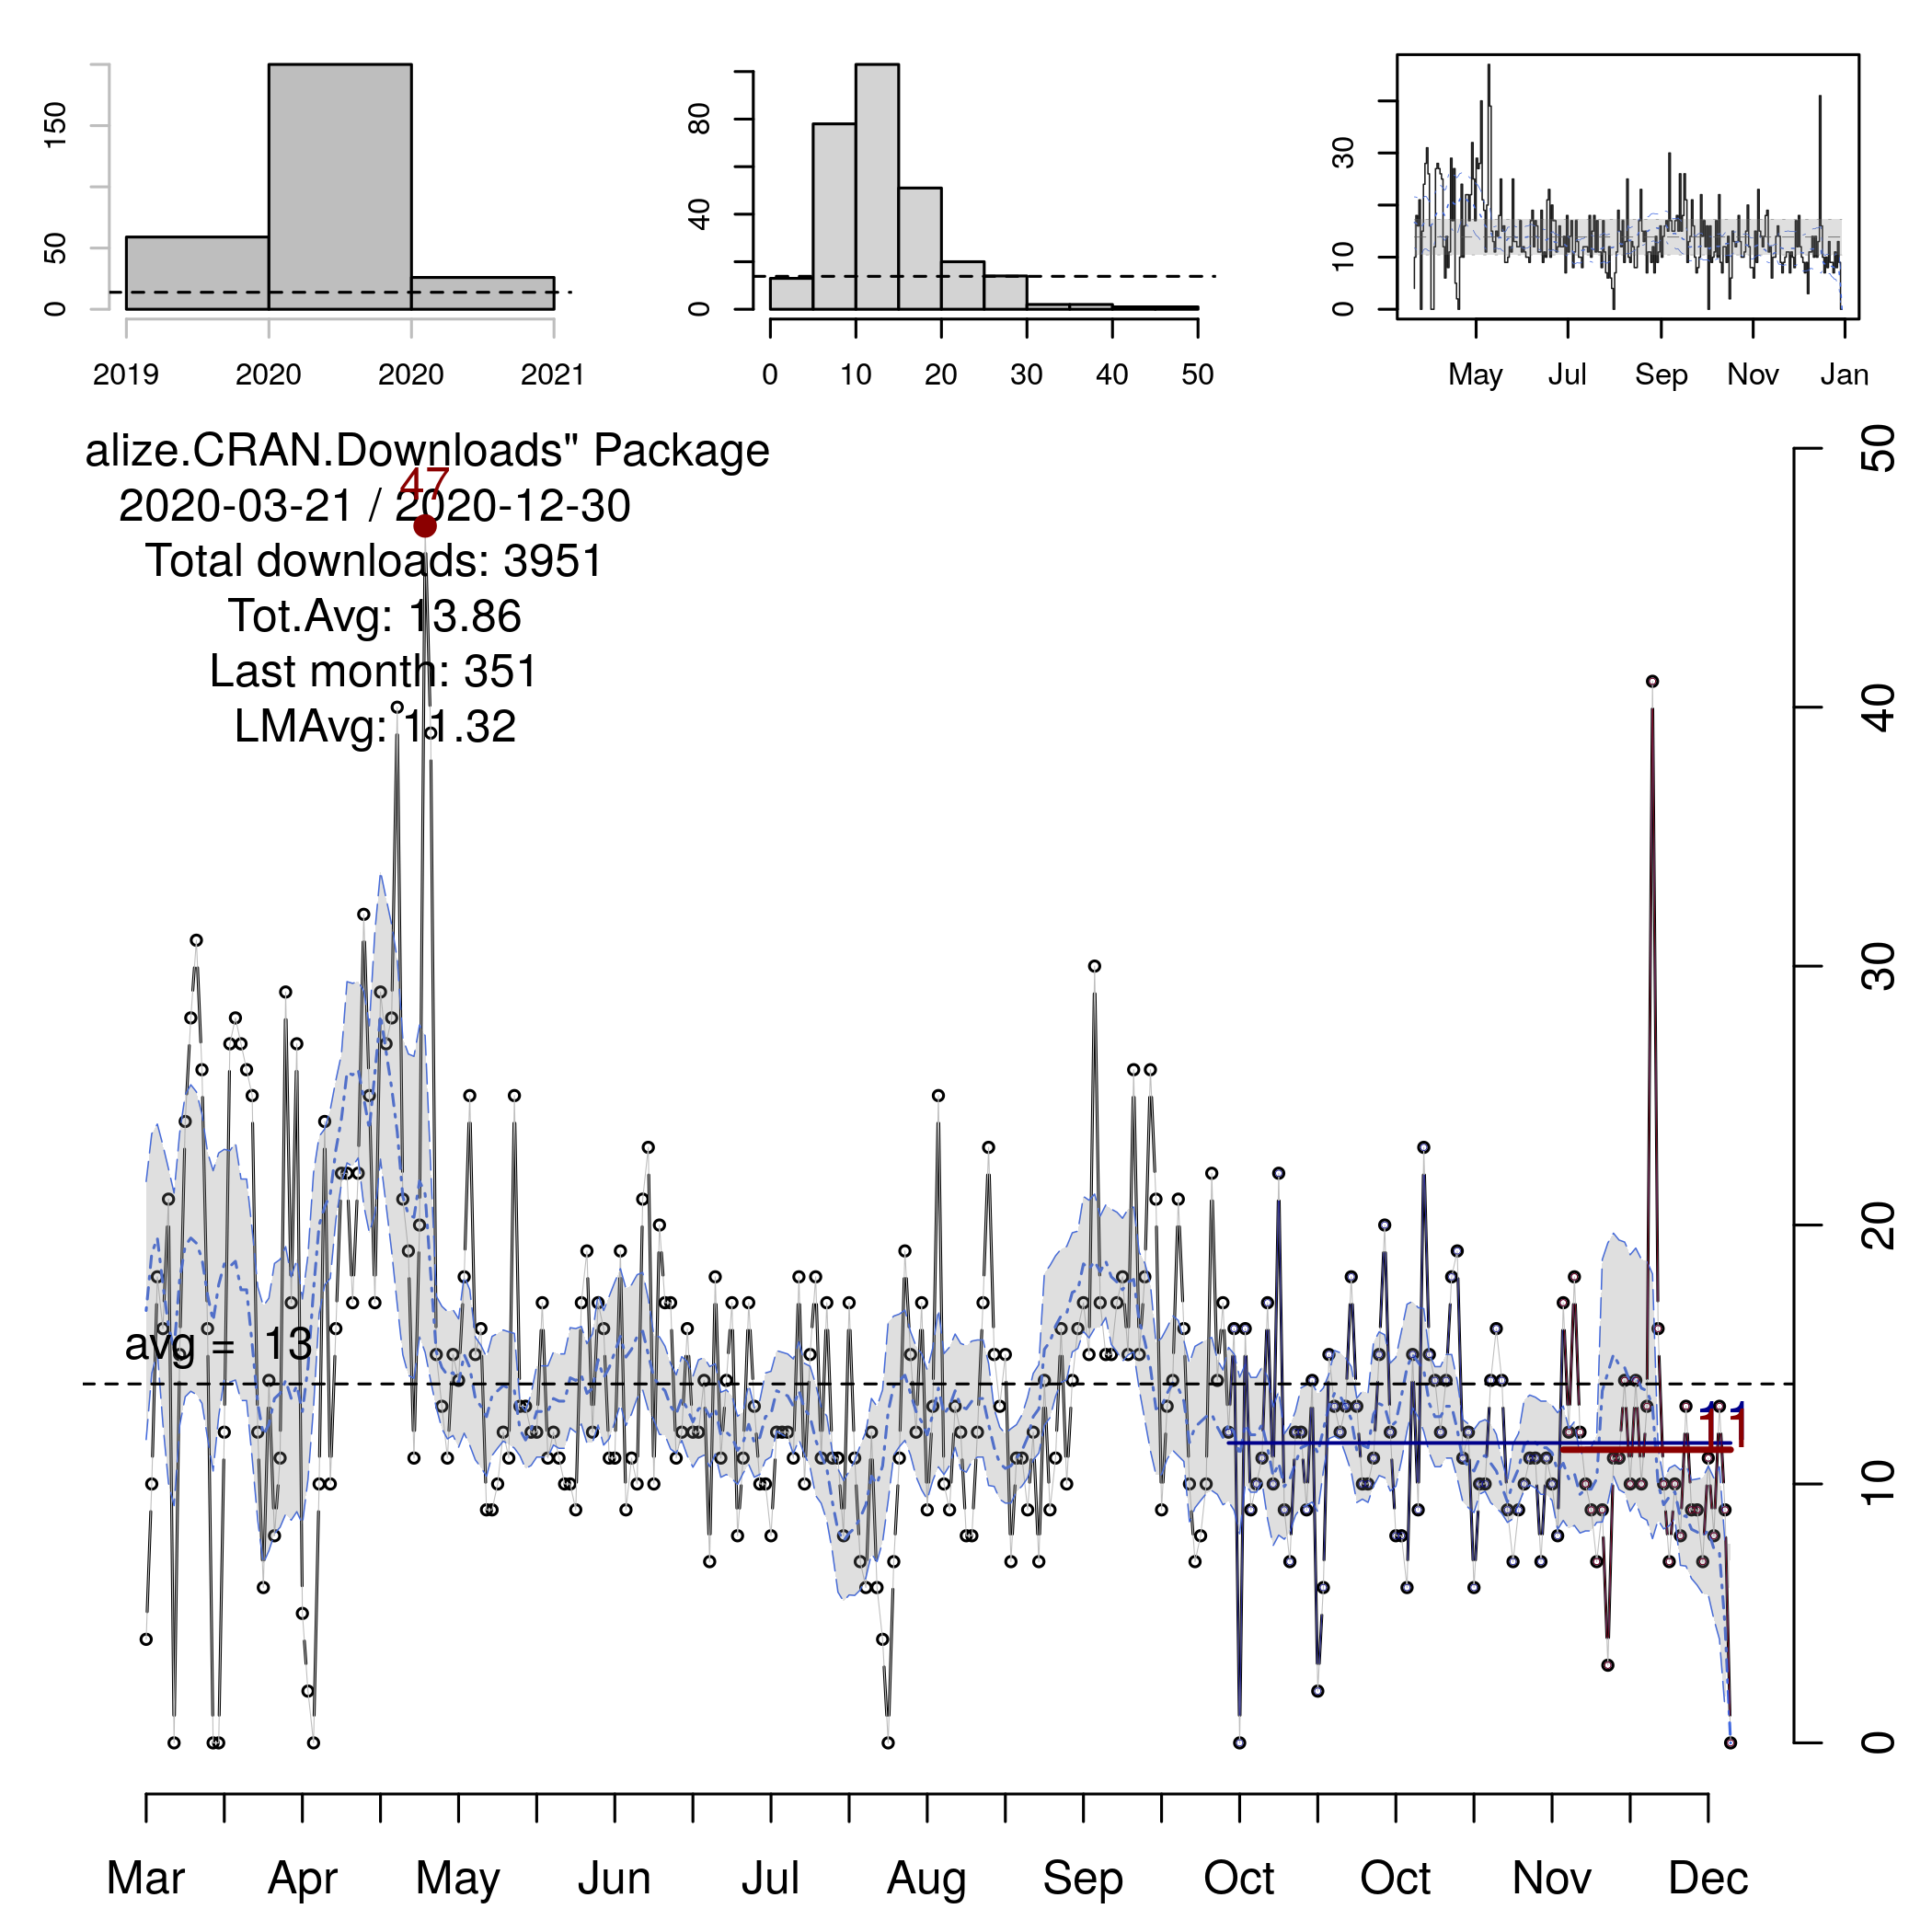 150
50
0
2019 2020 2020 2021
80
40
0
0 10 20 30 40 50
30
10
0
May Jul Sep Nov Jan
alize.CRAN.Downloads" Package
47
2020-03-21 / 2020-12-30
Total downloads: 3951
Tot.Avg: 13.86
Last month: 351
LMAvg: 11.32
avg = 13
11
11
50
40
30
20
10
0
Mar Apr May Jun Jul Aug Sep Oct Oct Nov Dec